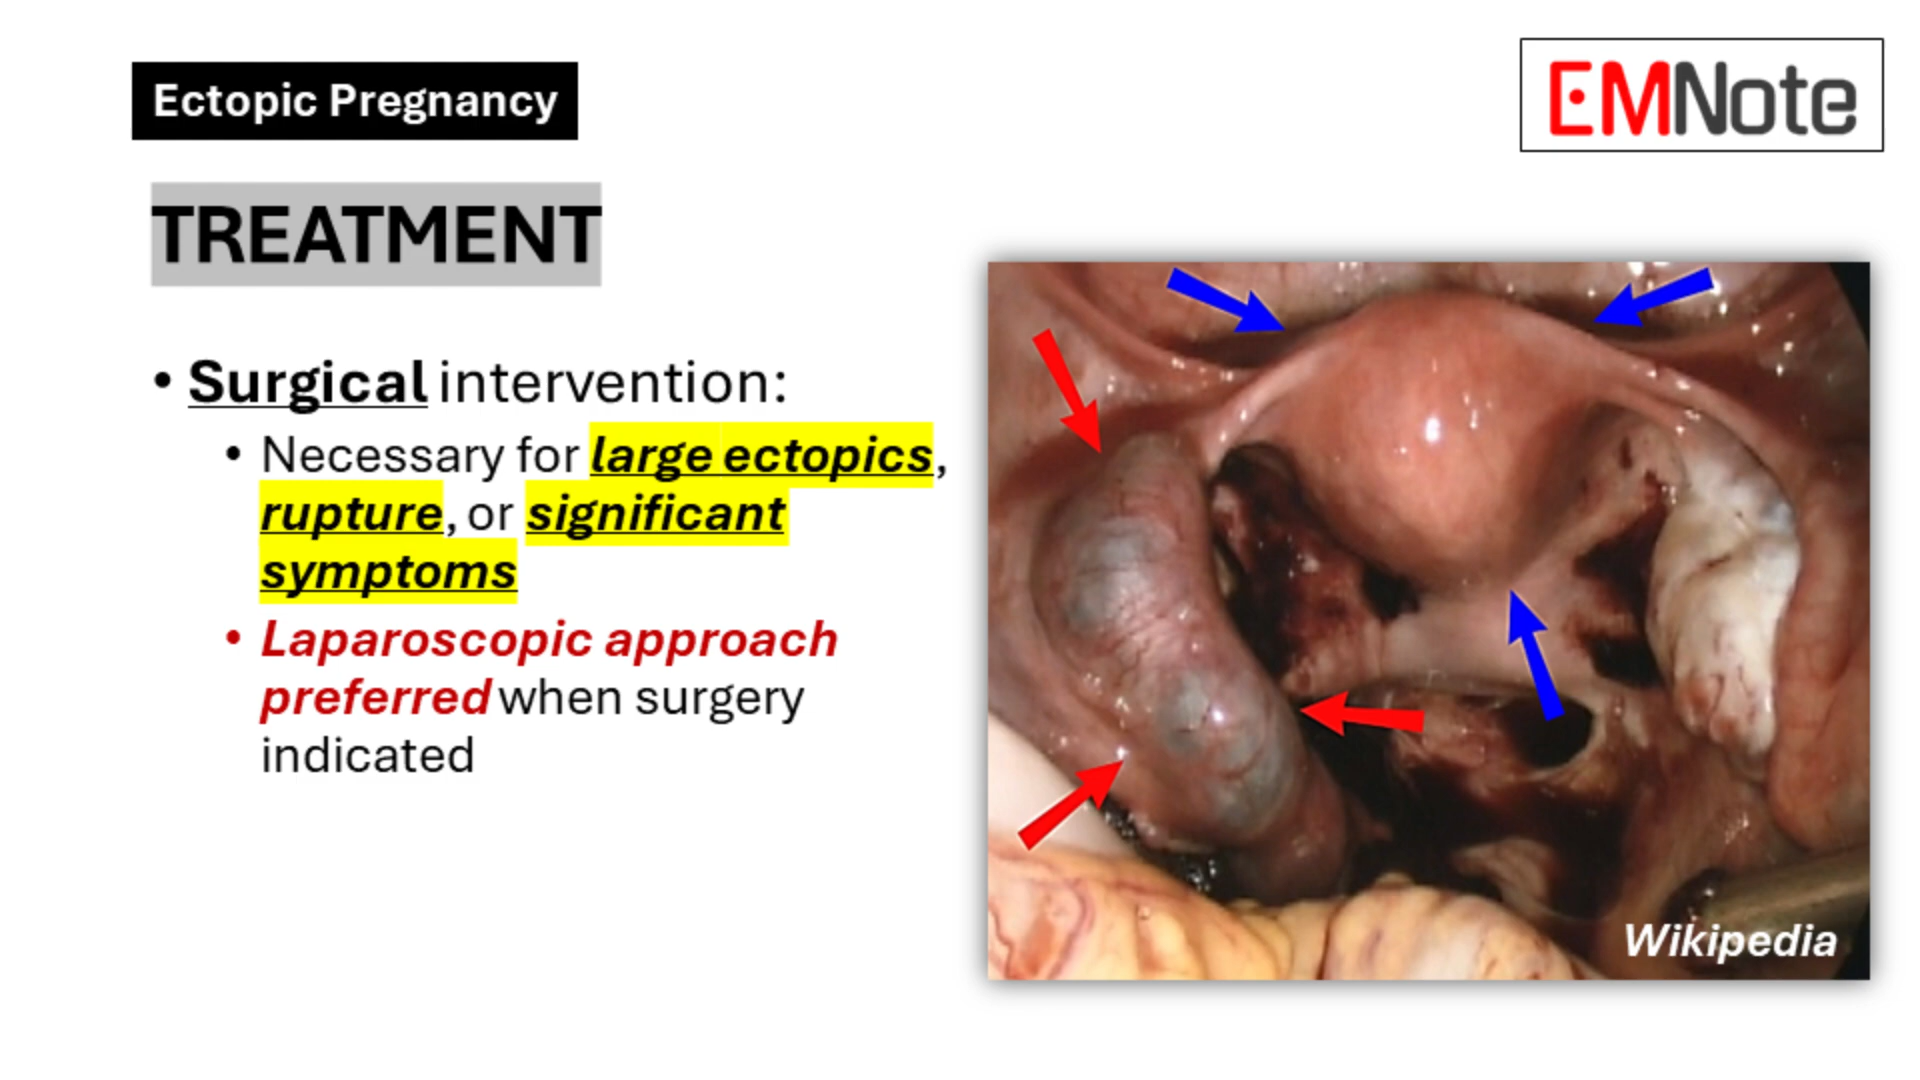 Ectopic Pregnancy
EMNote
TREATMENT
• Surgical intervention:
• Necessary for large ectopics,
rupture, or significant
symptoms
• Laparoscopic approach
preferred when surgery
indicated
Wikipedia